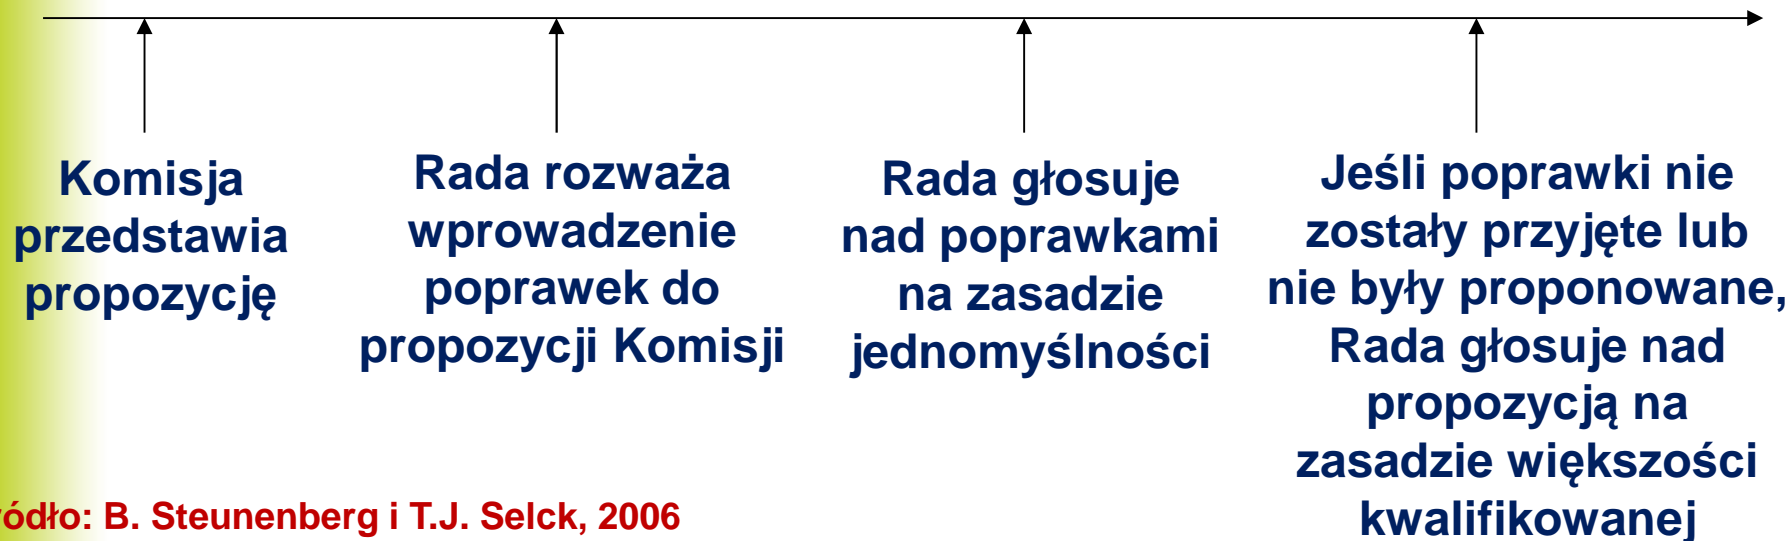 Komisja
przedstawia
propozycję
Rada rozważa
wprowadzenie
poprawek do
propozycji Komisji
Rada głosuje
nad poprawkami
na zasadzie
jednomyślności
Jeśli poprawki nie
zostały przyjęte lub
nie były proponowane,
Rada głosuje nad
propozycją na
zasadzie większości
kwalifikowanej
ródło: B. Steunenberg i T.J. Selck, 2006